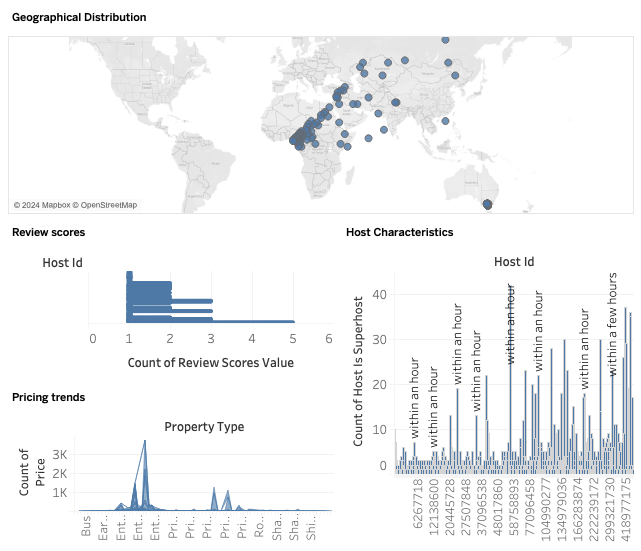 Geographical Distribution
© 2024 Mapbox © OpenStreetMap
Review scores
Host Id
0 1 2 3 4 5 6
Count of Review Scores Value
Pricing trends
Property Type
Count of
Price
3K
2K
1K
Bus
Ear..
Ent..
Ent..
Ent..
Pri..
Pri..
Pri..
Pri..
Pri..
Ro..
Sha..
Sha..
Shi..
Host Characteristics
Host Id
Count of Host Is Superhost
40
30
20
10
0
within an hour
within an hour
within an hour
within an hour
within an hour
within an hour
within an hour
within a few hours
6267718
12138600
20445728
27507848
37096538
48017860
58758893
77096458
104990277
134979036
166283874
222239172
299321730
418977175